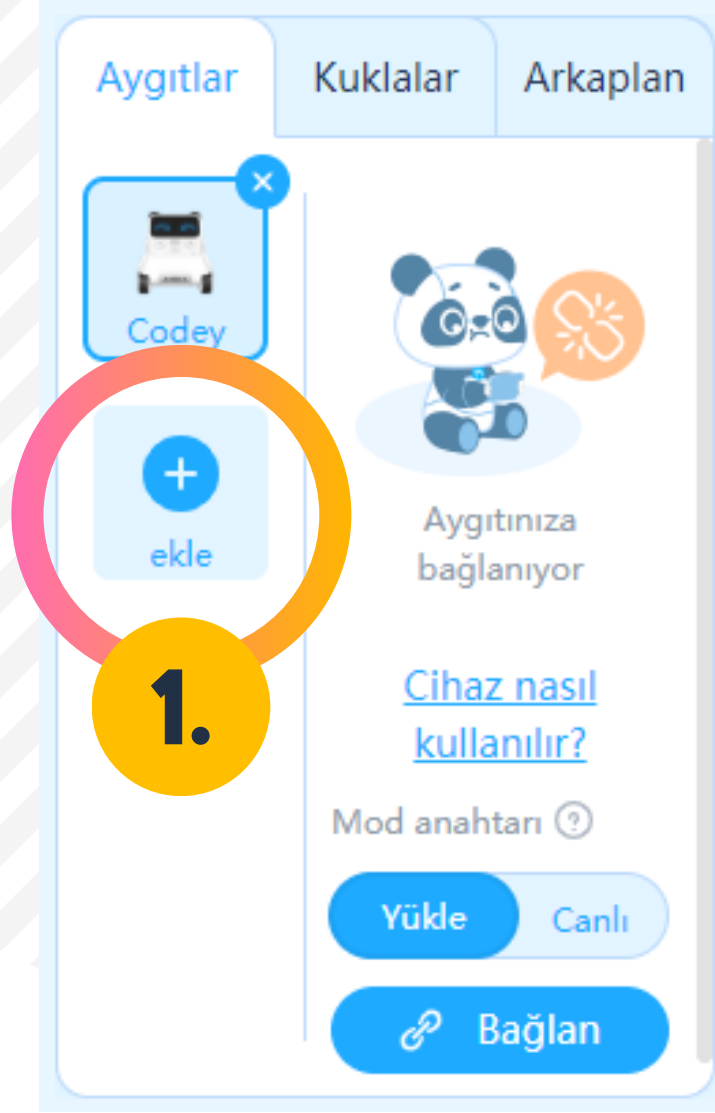 Aygıtlar
Kuklalar
Arkaplan
Codey
ekle
1.
Aygıtınıza
bağlanıyor
Cihaz nasıl
kullanılır?
Mod anahtarı ?
Yükle
Canlı
Bağlan